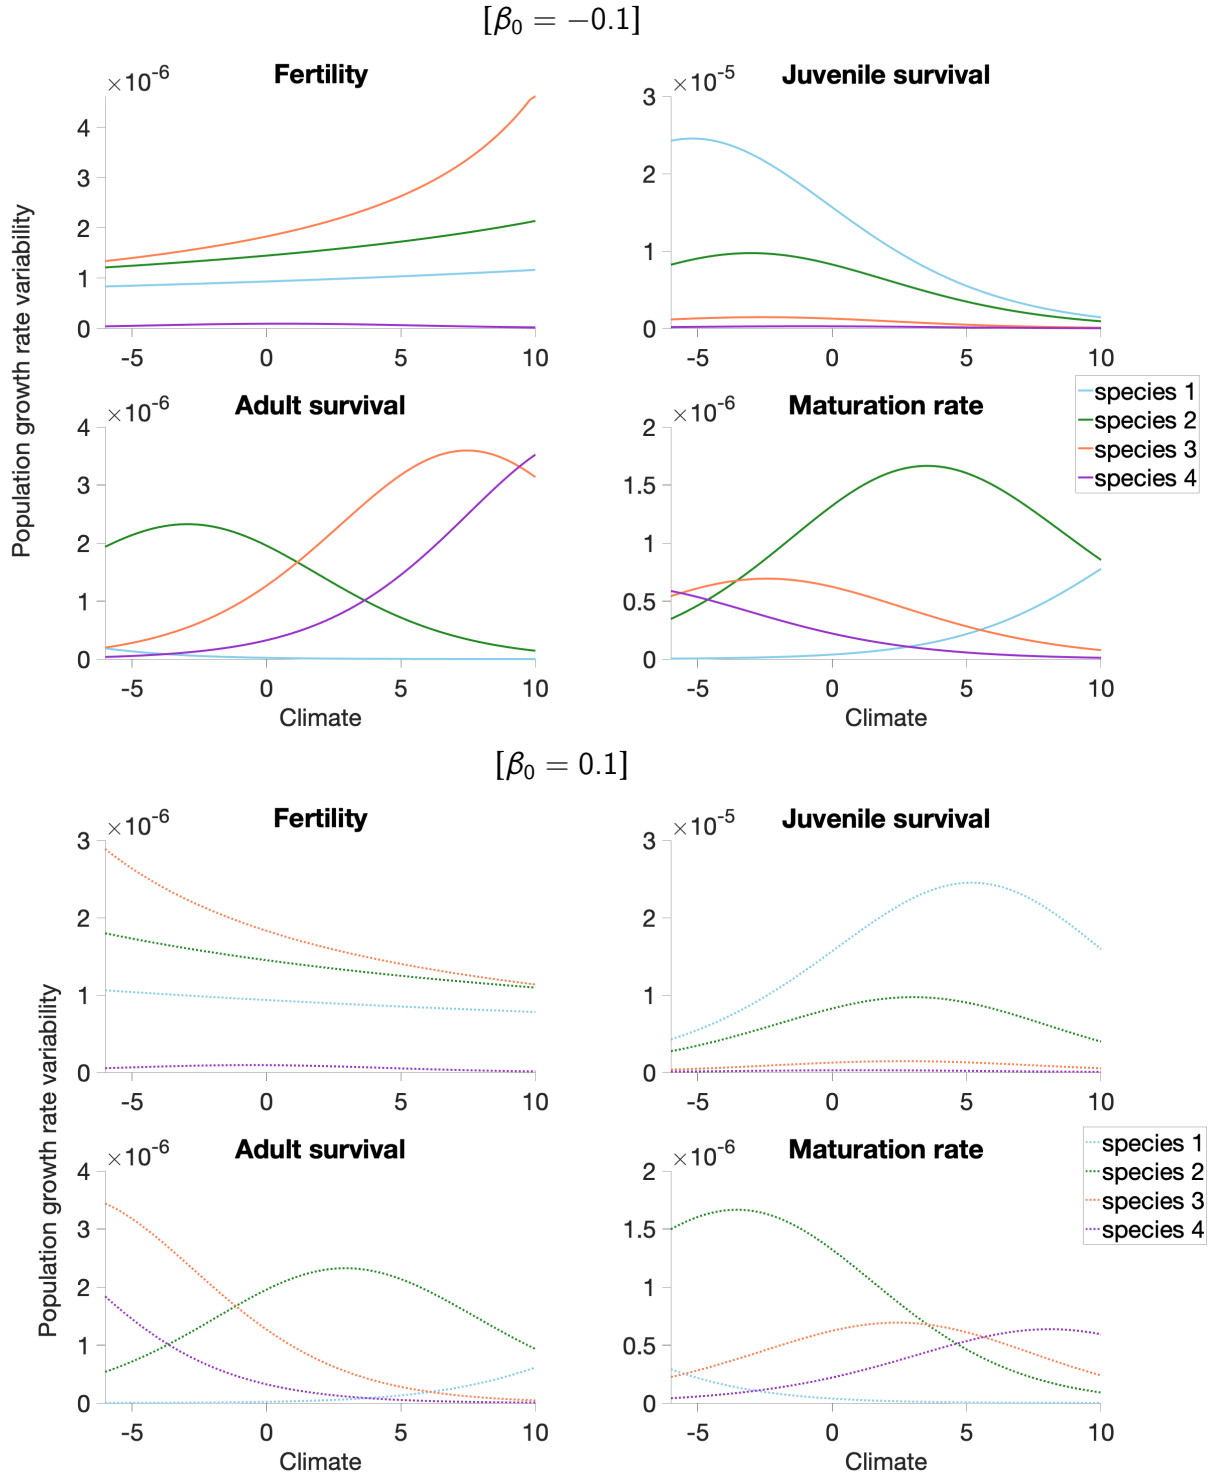 [β₀ = −0.1]
×10⁻⁶ Fertility
4
3
2
1
0
-5 0 5 10
×10⁻⁵ Juvenile survival
3
2
1
0
-5 0 5 10
Population growth rate variability
×10⁻⁶ Adult survival
4
3
2
1
0
-5 0 5 10
Climate
×10⁻⁶ Maturation rate
2
1.5
1
0.5
0
-5 0 5 10
Climate
species 1
species 2
species 3
species 4
[β₀ = 0.1]
×10⁻⁶ Fertility
3
2
1
0
-5 0 5 10
×10⁻⁵ Juvenile survival
3
2
1
0
-5 0 5 10
Population growth rate variability
×10⁻⁶ Adult survival
4
3
2
1
0
-5 0 5 10
Climate
×10⁻⁶ Maturation rate
2
1.5
1
0.5
0
-5 0 5 10
Climate
species 1
species 2
species 3
species 4